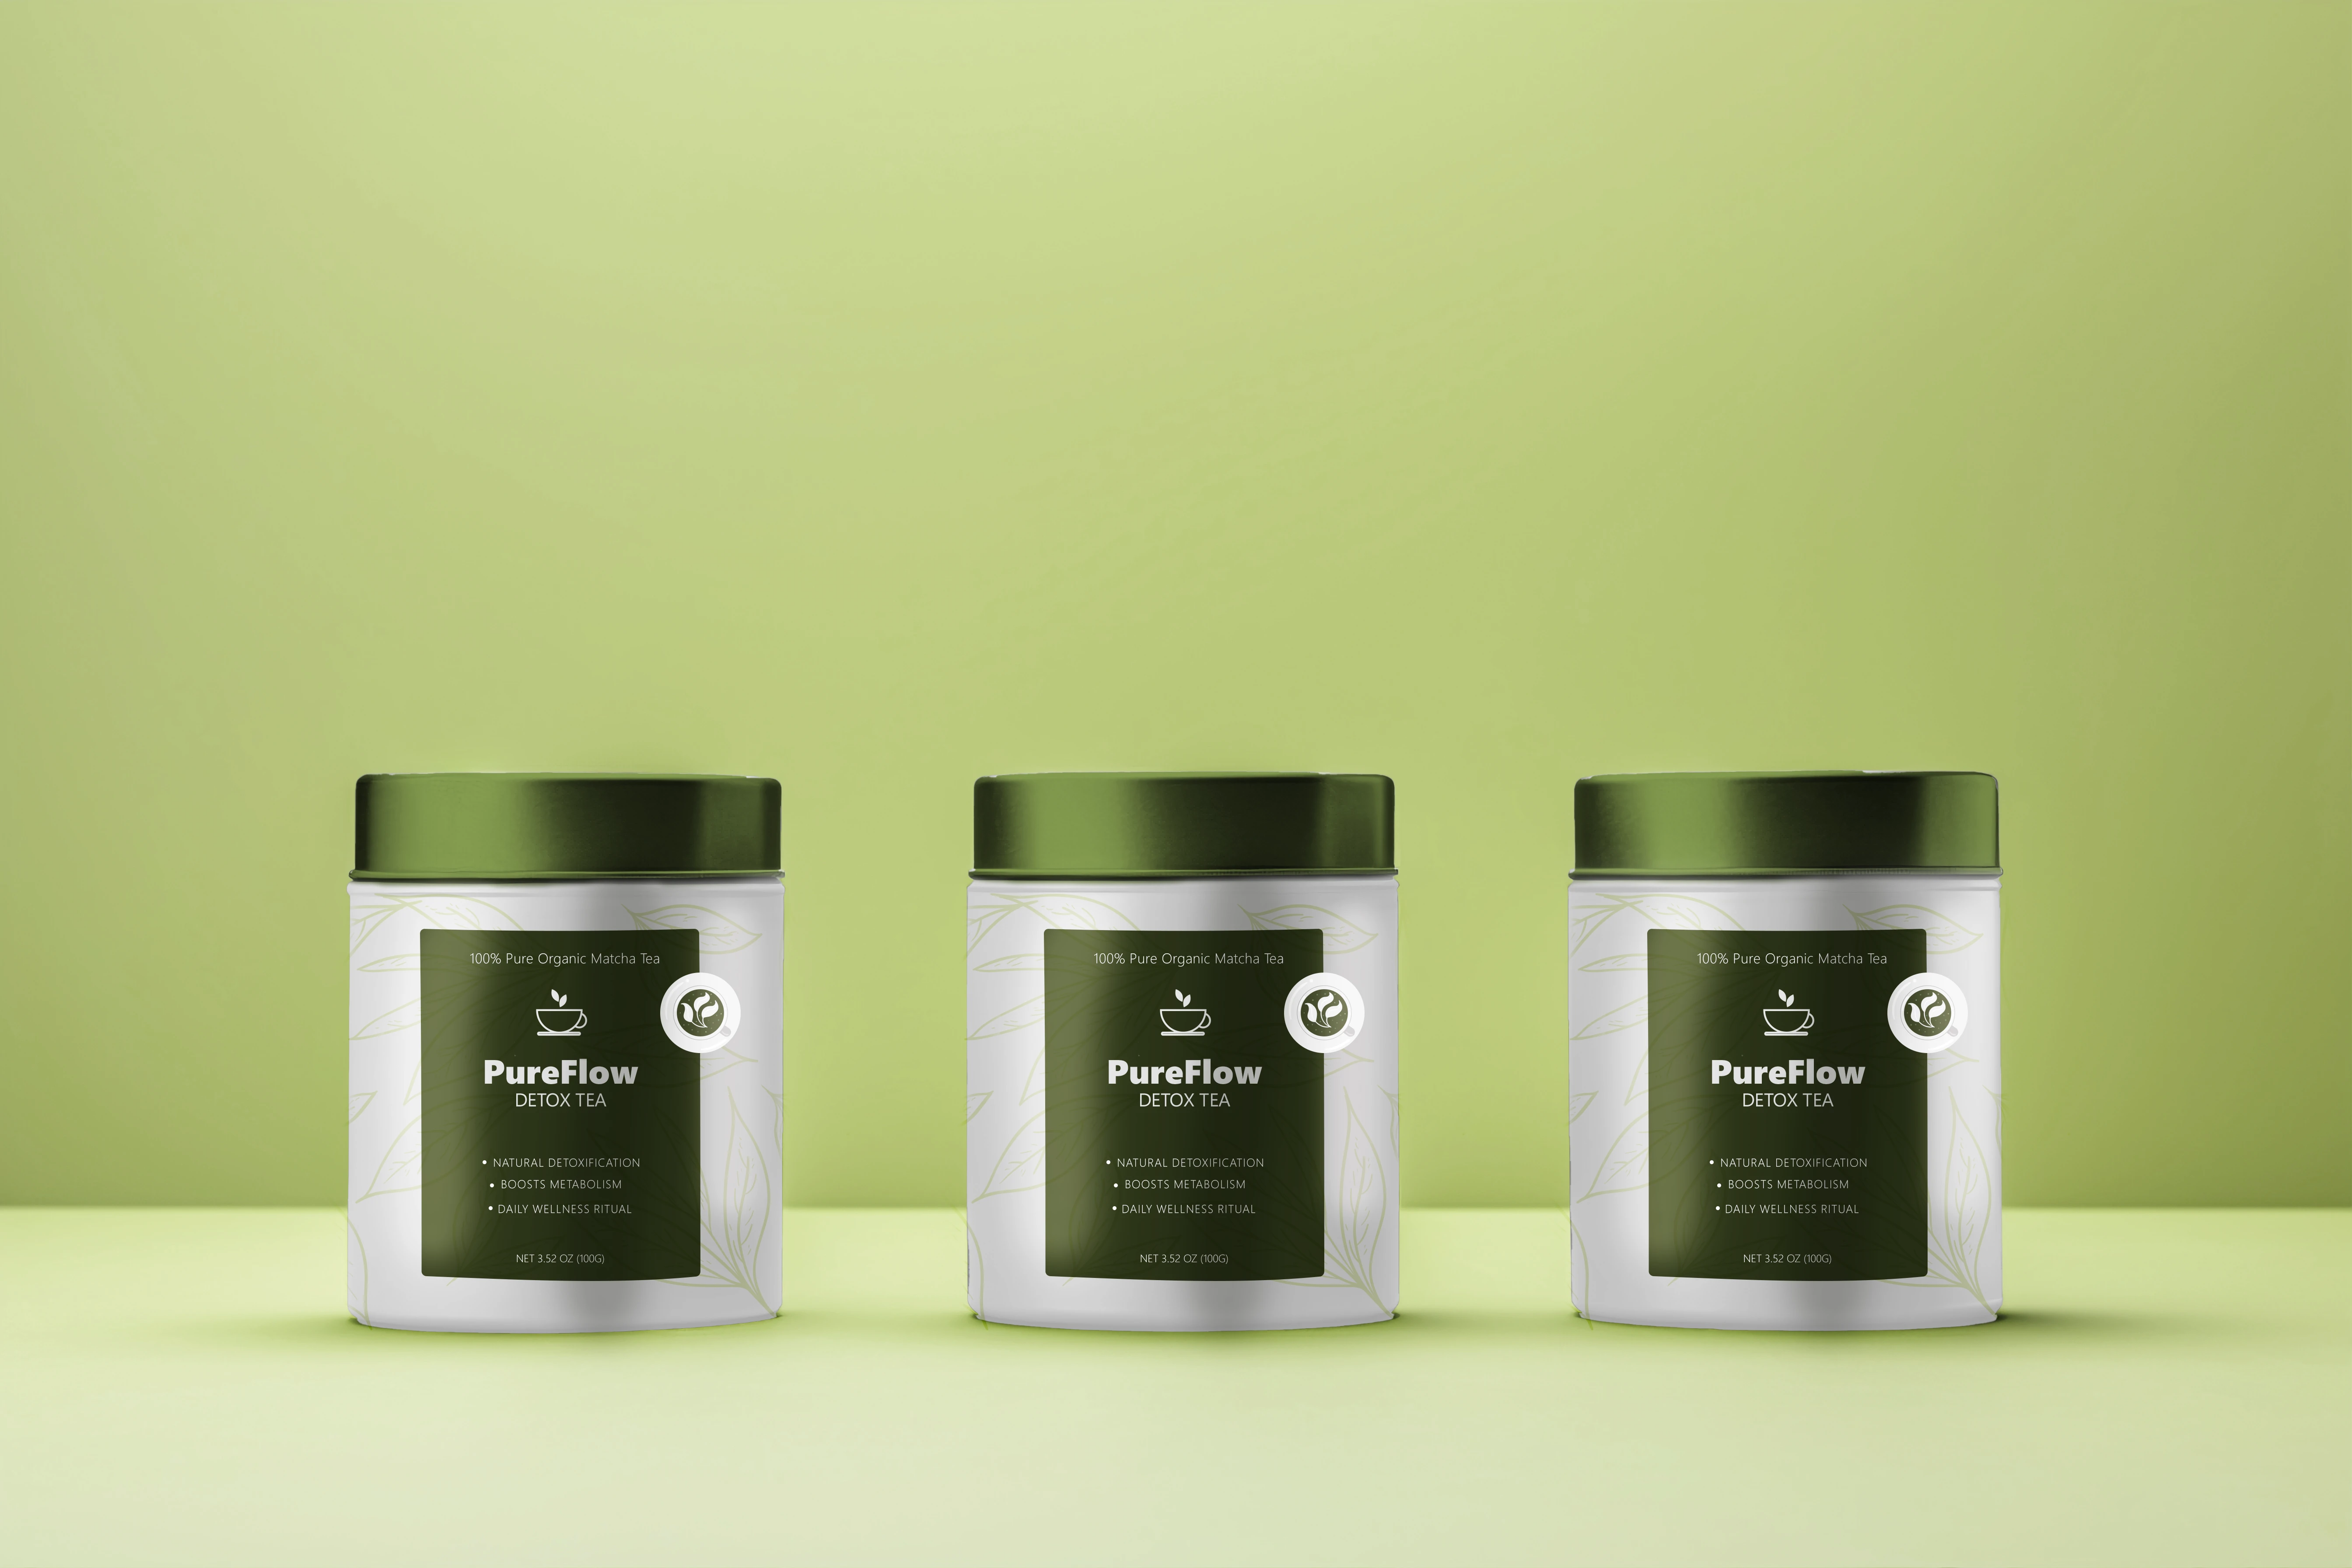 100% Pure Organic Matcha Tea
PureFlow
DETOX TEA
• NATURAL DETOXIFICATION
• BOOSTS METABOLISM
• DAILY WELLNESS RITUAL
NET 3.52 OZ (100G)
100% Pure Organic Matcha Tea
PureFlow
DETOX TEA
• NATURAL DETOXIFICATION
• BOOSTS METABOLISM
• DAILY WELLNESS RITUAL
NET 3.52 OZ (100G)
100% Pure Organic Matcha Tea
PureFlow
DETOX TEA
• NATURAL DETOXIFICATION
• BOOSTS METABOLISM
• DAILY WELLNESS RITUAL
NET 3.52 OZ (100G)